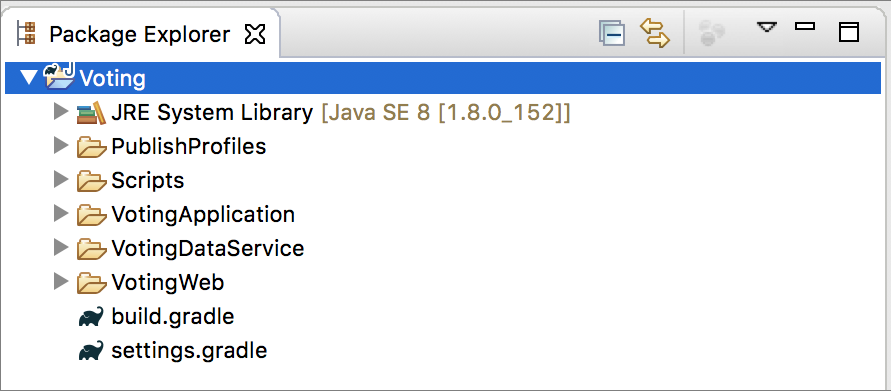 Package Explorer
Voting
JRE System Library [Java SE 8 [1.8.0_152]]
PublishProfiles
Scripts
VotingApplication
VotingDataService
VotingWeb
build.gradle
settings.gradle